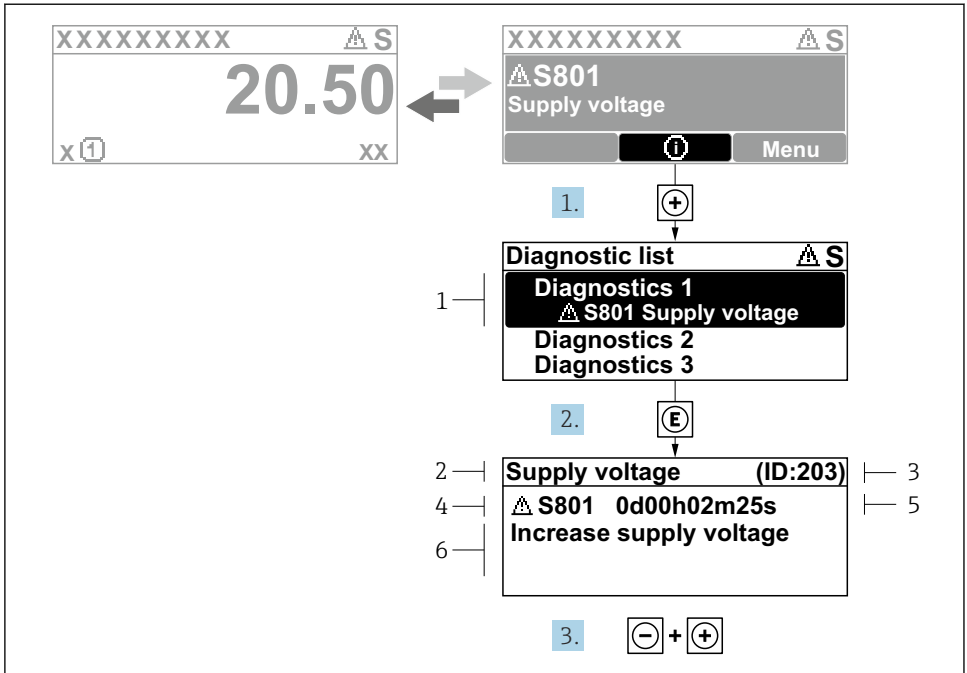 XXXXXXXXX ⚠ S
20.50
x 1 XX
XXXXXXXXX ⚠ S
⚠ S801
Supply voltage
ⓘ Menu
1. +
Diagnostic list ⚠ S
1
Diagnostics 1
⚠ S801 Supply voltage
Diagnostics 2
Diagnostics 3
2. E
2 Supply voltage (ID:203) 3
4 ⚠ S801 0d00h02m25s 5
6 Increase supply voltage
3. - + +